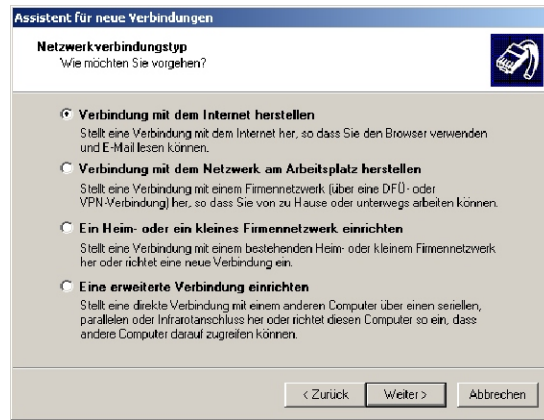 Assistent für neue Verbindungen
Netzwerkverbindungstyp
Wie möchten Sie vorgehen?
Verbindung mit dem Internet herstellen
Stellt eine Verbindung mit dem Internet her, so dass Sie den Browser verwenden
und E-Mail lesen können.
Verbindung mit dem Netzwerk am Arbeitsplatz herstellen
Stellt eine Verbindung mit einem Firmennetzwerk (über eine DFÜ- oder
VPN-Verbindung) her, so dass Sie von zu Hause oder unterwegs arbeiten können.
Ein Heim- oder ein kleines Firmennetzwerk einrichten
Stellt eine Verbindung mit einem bestehenden Heim- oder kleinem Firmennetzwerk
her oder richtet eine neue Verbindung ein.
Eine erweiterte Verbindung einrichten
Stellt eine direkte Verbindung mit einem anderen Computer über einen seriellen,
parallelen oder Infrarotanschluss her oder richtet diesen Computer so ein, dass
andere Computer darauf zugreifen können.
< Zurück Weiter > Abbrechen